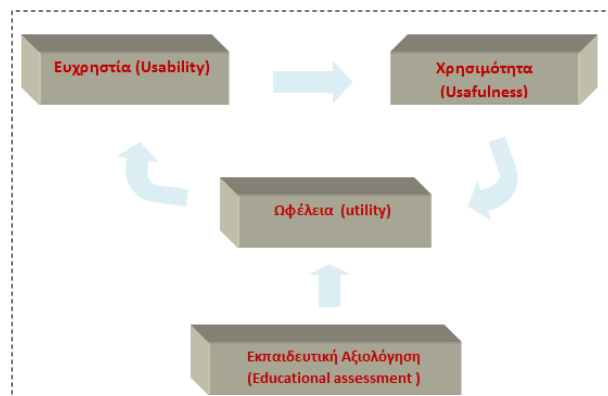 Ευχρηστία (Usability)
Χρησιμότητα
(Usafulness)
Ωφέλεια (utility)
Εκπαιδευτική Αξιολόγηση
(Educational assessment )